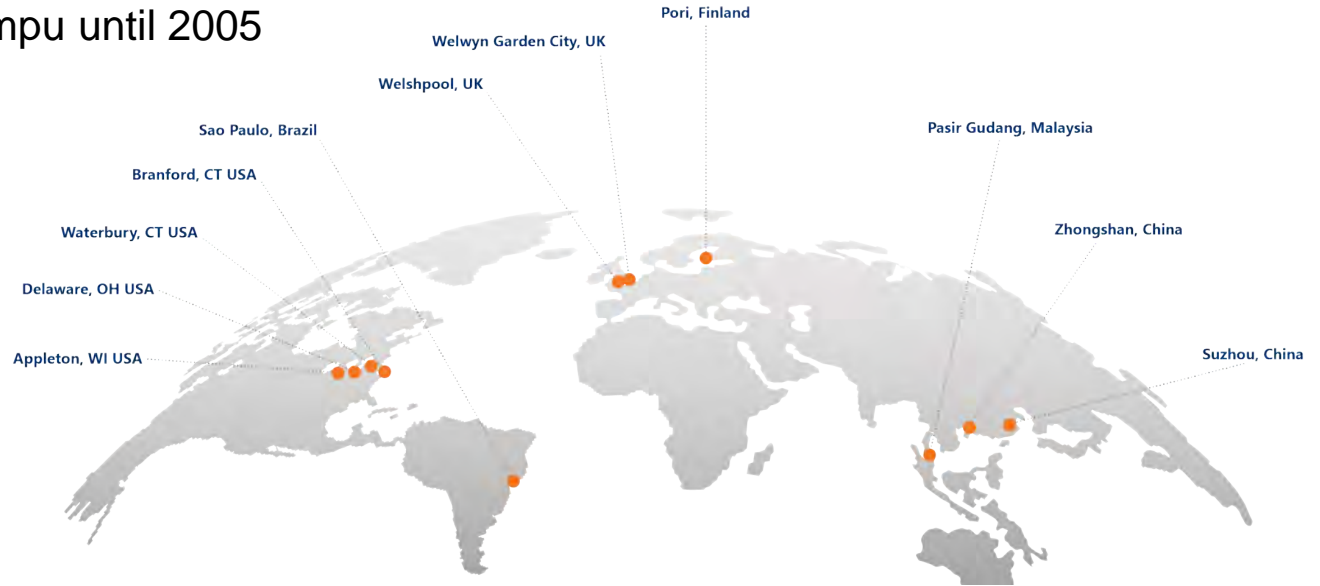 until 2005
Pori, Finland
Welwyn Garden City, UK
Welshpool, UK
Sao Paulo, Brazil
Pasir Gudang, Malaysia
Branford, CT USA
Zhongshan, China
Waterbury, CT USA
Delaware, OH USA
Suzhou, China
Appleton, WI USA